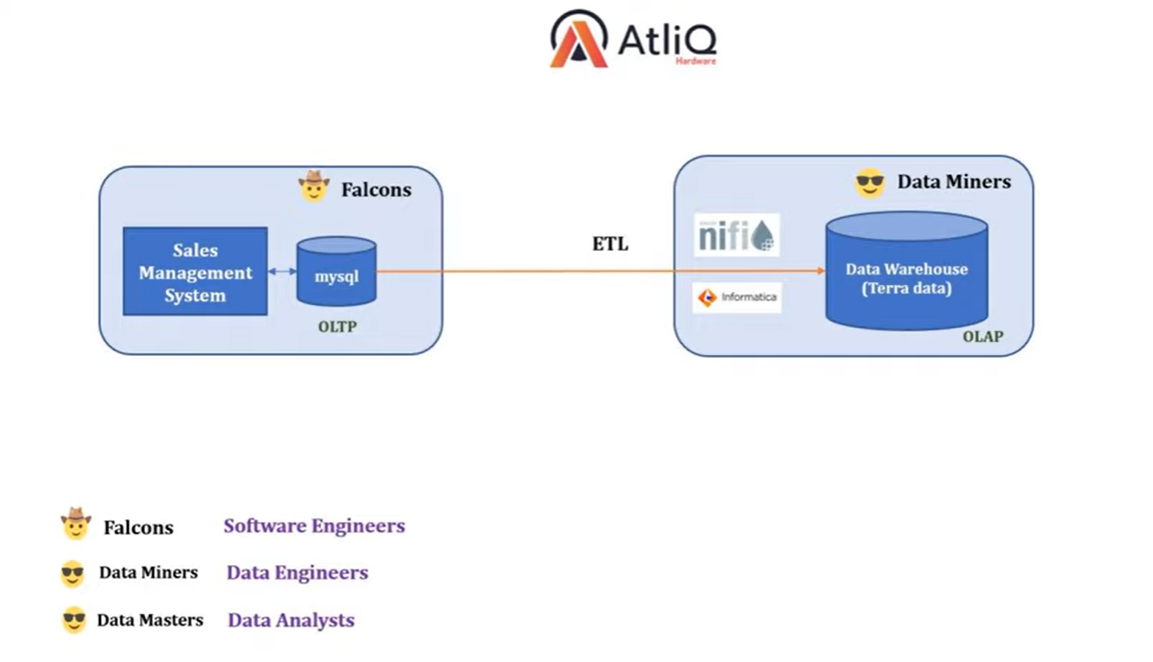 AtliQ
Hardware
Falcons
Sales
Management
System
mysql
OLTP
ETL
Data Miners
nifi
Informatica
Data Warehouse
(Terra data)
OLAP
Falcons Software Engineers
Data Miners Data Engineers
Data Masters Data Analysts